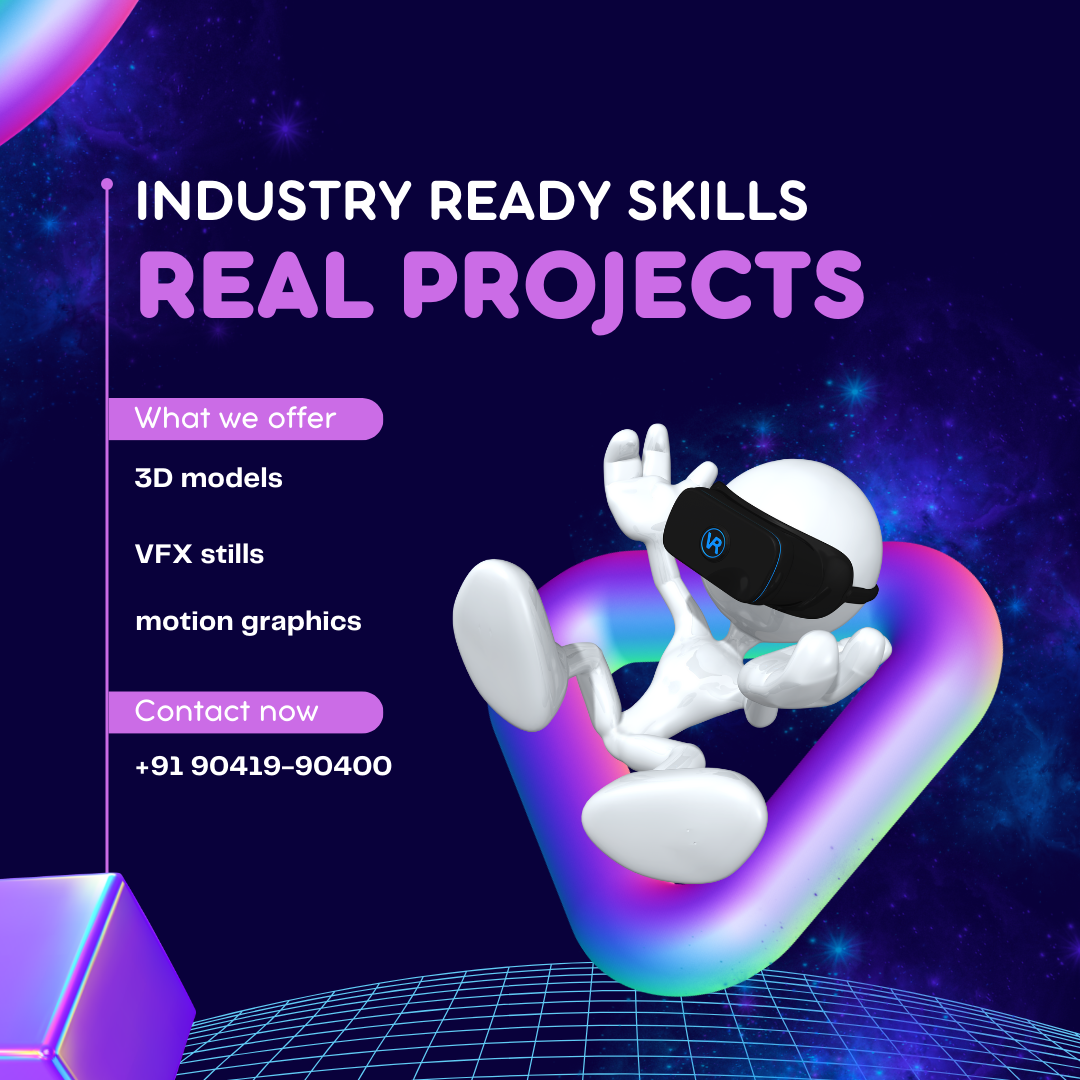 INDUSTRY READY SKILLS
REAL PROJECTS
What we offer
3D models
VFX stills
motion graphics
Contact now
+91 90419-90400
VR